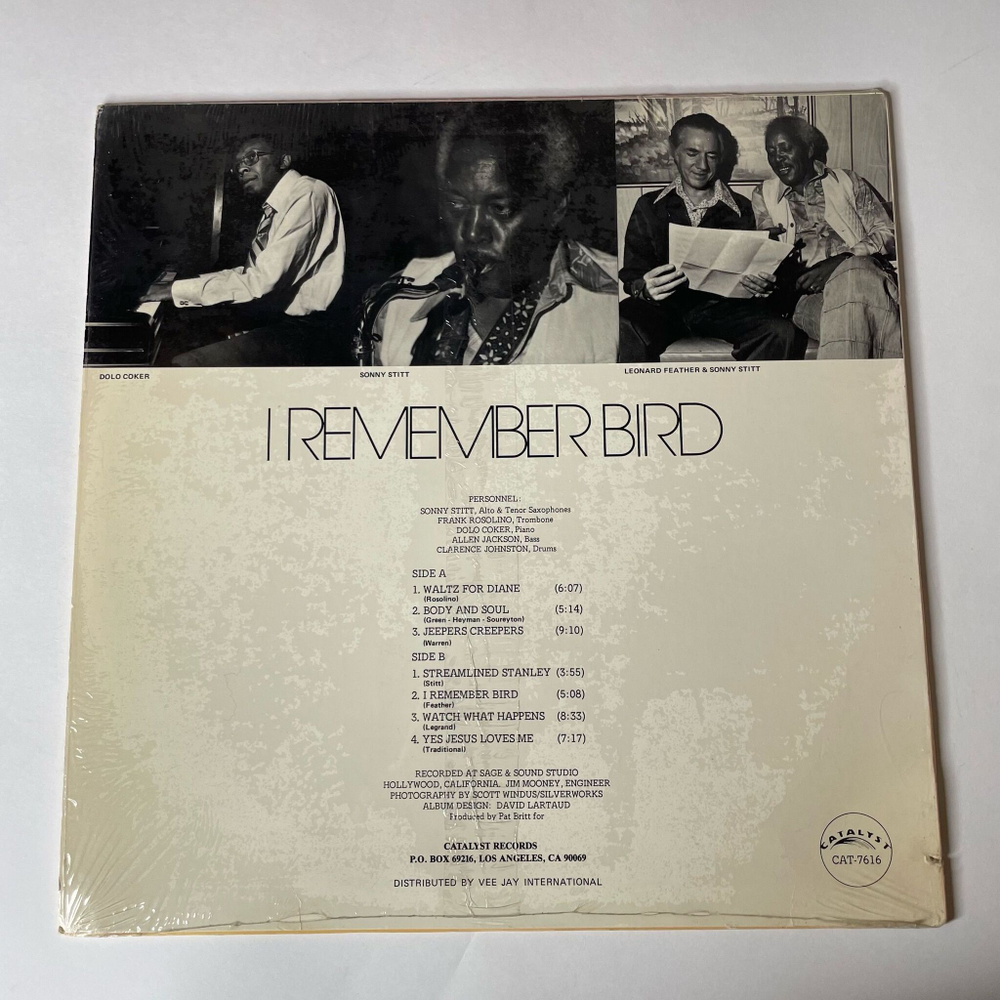 DOLO COKER
SONNY STITT
LEONARD FEATHER & SONNY STITT
I REMEMBER BIRD
PERSONNEL:
SONNY STITT, Alto & Tenor Saxophones
FRANK ROSOLINO, Trombone
DOLO COKER, Piano
ALLEN JACKSON, Bass
CLARENCE JOHNSTON, Drums
SIDE A
1. WALTZ FOR DIANE (6:07)
(Rosolino)
2. BODY AND SOUL (5:14)
(Green - Heyman - Soureyton)
3. JEEPERS CREEPERS (9:10)
(Warren)
SIDE B
1. STREAMLINED STANLEY (3:55)
(Stitt)
2. I REMEMBER BIRD (5:08)
(Feather)
3. WATCH WHAT HAPPENS (8:33)
(Legrand)
4. YES JESUS LOVES ME (7:17)
(Traditional)
RECORDED AT SAGE & SOUND STUDIO
HOLLYWOOD, CALIFORNIA. JIM MOONEY, ENGINEER
PHOTOGRAPHY BY SCOTT WINDUS/SILVERWORKS
ALBUM DESIGN: DAVID LARTAUD
Produced by Pat Britt for
CATALYST RECORDS
P.O. BOX 69216, LOS ANGELES, CA 90069
DISTRIBUTED BY VEE JAY INTERNATIONAL
CATALYST
CAT-7616